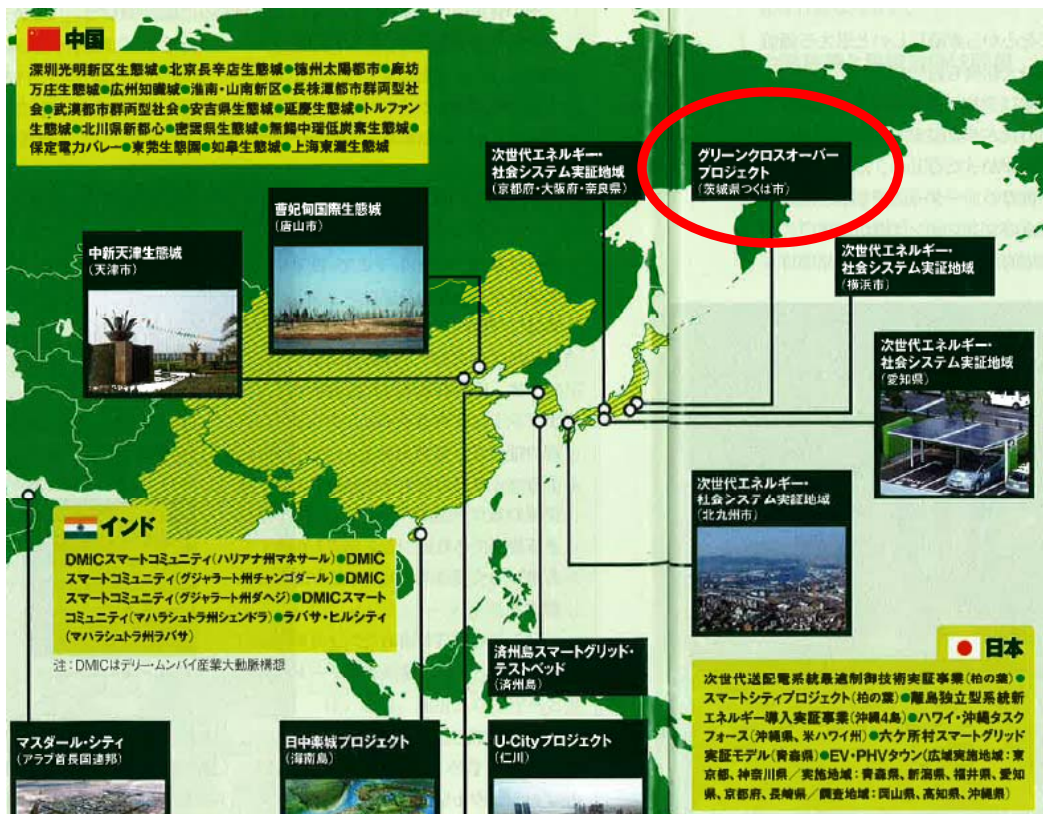 中国
深圳光明新区生態城●北京長辛店生態城●徳州太陽都市●廊坊
万庄生態城●広州知識城●淮南・山南新区●長株潭都市群両型社
会●武漢都市群両型社会●安吉県生態城●延慶生態城●トルファン
生態城●北川県新都心●密雲県生態城●無錫中瑞低炭素生態城●
保定電力バレー●東莞生態園●如皋生態城●上海東灘生態城
次世代エネルギー・
社会システム実証地域
(京都府・大阪府・奈良県)
グリーンクロスオーバー
プロジェクト
(茨城県つくば市)
曹妃甸国際生態城
(唐山市)
中新天津生態城
(天津市)
次世代エネルギー・
社会システム実証地域
(横浜市)
次世代エネルギー・
社会システム実証地域
(愛知県)
次世代エネルギー・
社会システム実証地域
(北九州市)
インド
DMICスマートコミュニティ(ハリアナ州マネサール)●DMIC
スマートコミュニティ(グジャラート州チャンゴダール)●DMIC
スマートコミュニティ(グジャラート州ダヘジ)●DMICスマート
コミュニティ(マハラシュトラ州シェンドラ)●ラバサ・ヒルシティ
(マハラシュトラ州ラバサ)
注：DMICはデリー・ムンバイ産業大動脈構想
済州島スマートグリッド・
テストベッド
(済州島)
日本
次世代送配電系統最適制御技術実証事業(柏の葉)●
スマートシティプロジェクト(柏の葉)●離島独立型系統新
エネルギー導入実証事業(沖縄4島)●ハワイ・沖縄タスク
フォース(沖縄県、米ハワイ州)●六ケ所村スマートグリッド
実証モデル(青森県)●EV・PHVタウン(広域実施地域：東
京都、神奈川県／実施地域：青森県、新潟県、福井県、愛知
県、京都府、長崎県／調査地域：岡山県、高知県、沖縄県)
マスダール・シティ
(アラブ首長国連邦)
日中楽城プロジェクト
(海南島)
U-Cityプロジェクト
(仁川)